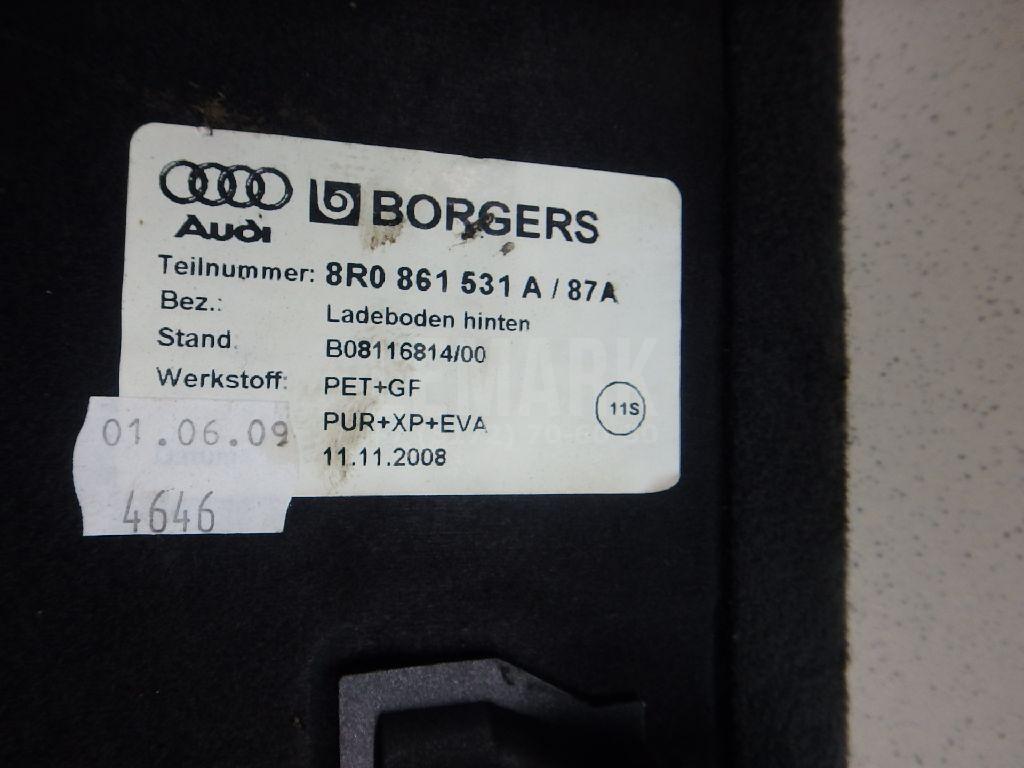 Audi BORGERS
Teilnummer: 8R0 861 531 A / 87A
Bez.: Ladeboden hinten
Stand B08116814/00
Werkstoff: PET+GF
PUR+XP+EVA
11.11.2008
11S
01.06.09
4646